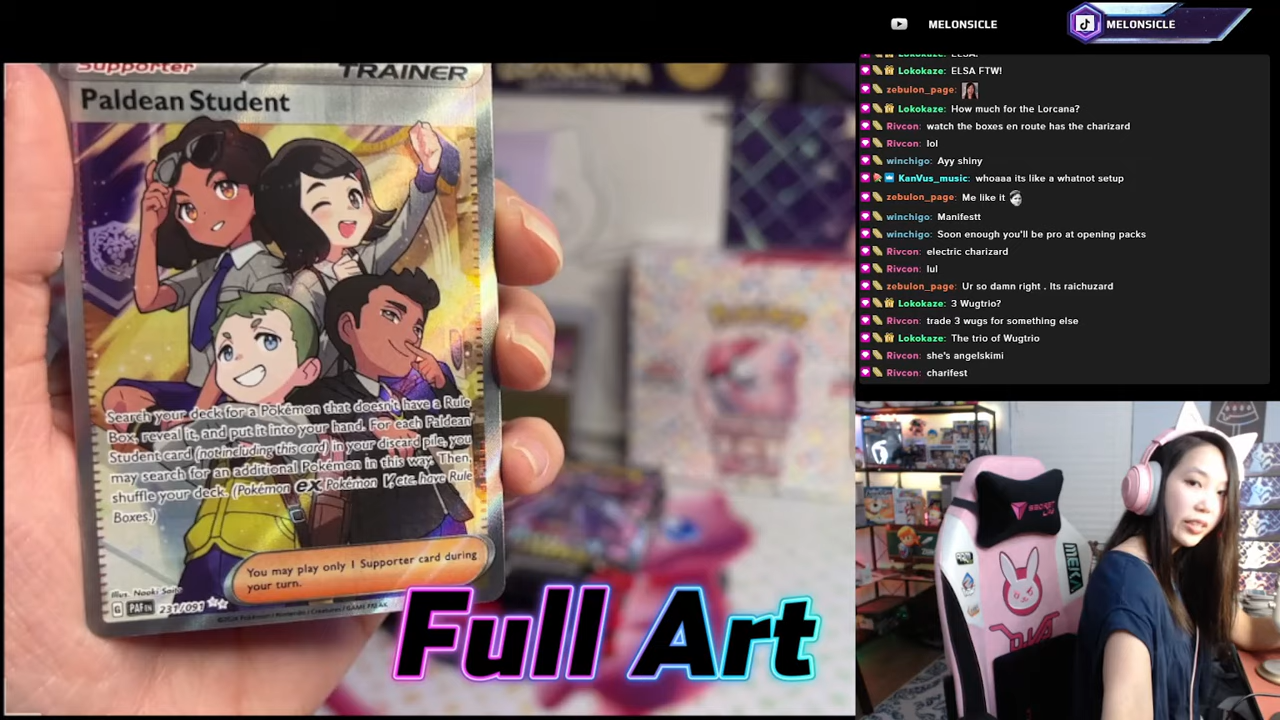 MELONSICLE
MELONSICLE
Supporter
TRAINER
Paldean Student
Search your deck for a Pokémon that doesn't have a Rule
Box, reveal it, and put it into your hand. For each Paldean
Student card (not including this card) in your discard pile, you
may search for an additional Pokémon in this way. Then,
shuffle your deck. (Pokémon ex, Pokémon V, etc. have Rule
Boxes.)
You may play only 1 Supporter card during
your turn.
Illus. Naoki Saito
G PAF EN 231/091
Full Art
Lokokaze: ELSA!
Lokokaze: ELSA FTW!
zebulon_page:
Lokokaze: How much for the Lorcana?
Rivcon: watch the boxes en route has the charizard
Rivcon: lol
winchigo: Ayy shiny
KanVus_music: whoaaa its like a whatnot setup
zebulon_page: Me like it
winchigo: Manifestt
winchigo: Soon enough you'll be pro at opening packs
Rivcon: electric charizard
Rivcon: lul
zebulon_page: Ur so damn right . Its raichuzard
Lokokaze: 3 Wugtrio?
Rivcon: trade 3 wugs for something else
Lokokaze: The trio of Wugtrio
Rivcon: she's angelskimi
Rivcon: charifest
MEKA
D.VA